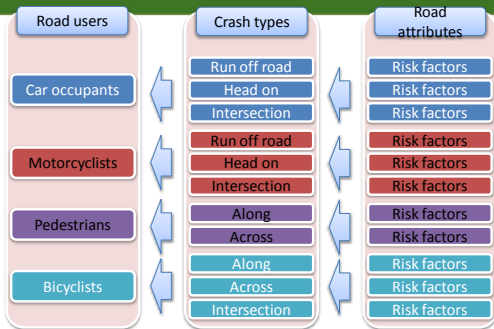 Road users
Crash types
Road
attributes
Car occupants
Run off road
Risk factors
Head on
Risk factors
Intersection
Risk factors
Motorcyclists
Run off road
Risk factors
Head on
Risk factors
Intersection
Risk factors
Pedestrians
Along
Risk factors
Across
Risk factors
Bicyclists
Along
Risk factors
Across
Risk factors
Intersection
Risk factors